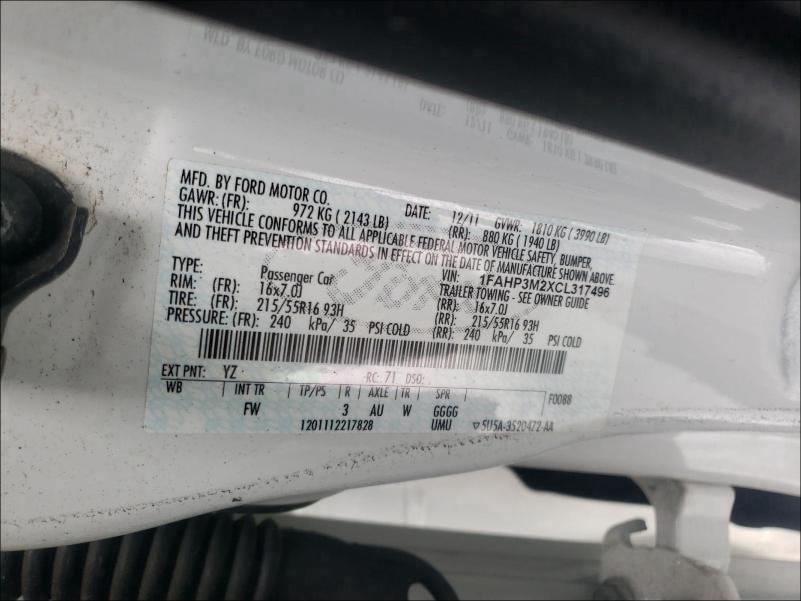 MFD. BY FORD MOTOR CO.
DATE: 12/11 GVWR: 1810 KG ( 3990 LB)
GAWR: (FR): 972 KG ( 2143 LB) (RR): 880 KG ( 1940 LB)
THIS VEHICLE CONFORMS TO ALL APPLICABLE FEDERAL MOTOR VEHICLE SAFETY, BUMPER,
AND THEFT PREVENTION STANDARDS IN EFFECT ON THE DATE OF MANUFACTURE SHOWN ABOVE.
VIN: 1FAHP3M2XCL317496
TYPE: Passenger Car TRAILER TOWING - SEE OWNER GUIDE
RIM: (FR): 16x7.0J (RR): 16x7.0J
TIRE: (FR): 215/55R16 93H (RR): 215/55R16 93H
PRESSURE: (FR): 240 kPa/ 35 PSI COLD (RR): 240 kPa/ 35 PSI COLD
EXT PNT: YZ RC: 71 DSO: F0088
WB INT TR TP/PS R AXLE TR SPR
FW 3 AU W GGGG
1201112217828 UMU ▽5U5A-3520472-AA